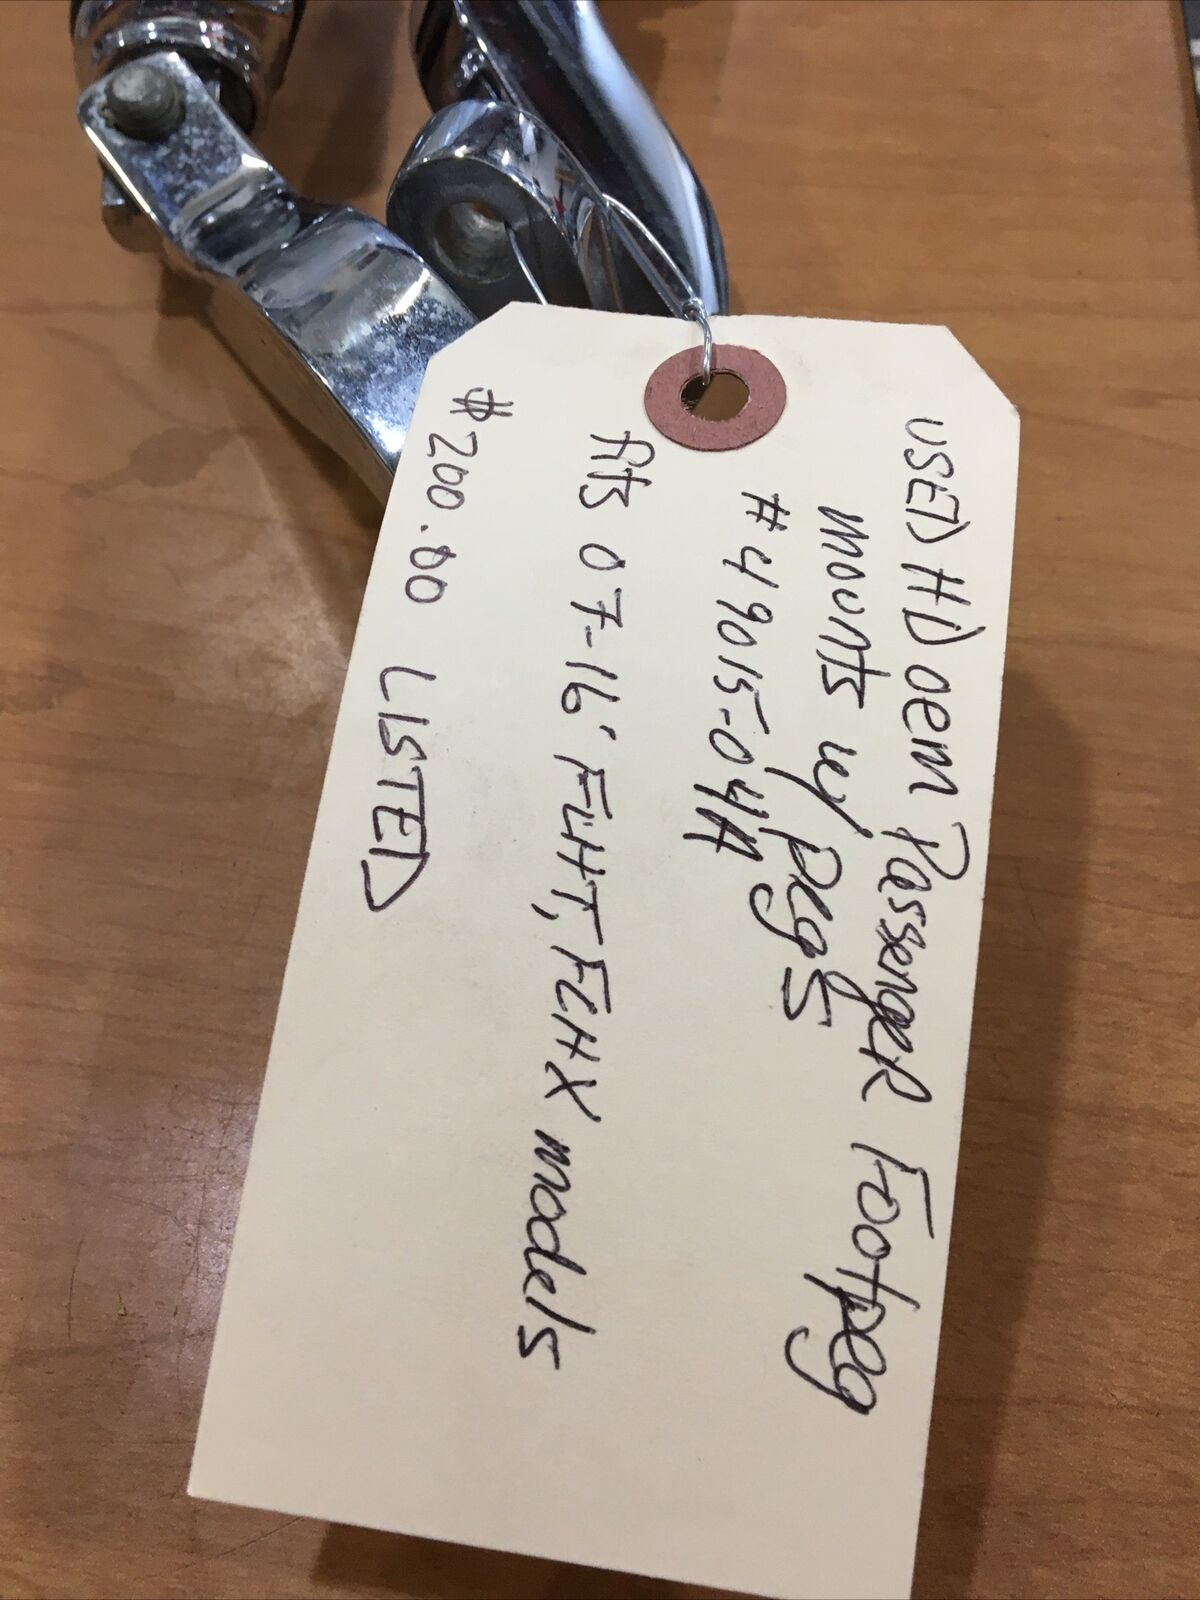 USED HD oem Passenger Footpeg
mounts w/ pegs
#49015-04A
fits 07-16' FLHT, FLHX models
$200.00 LISTED